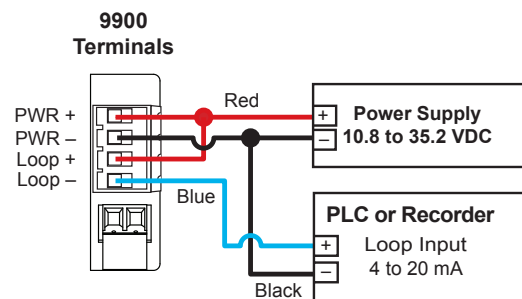 9900
Terminals
PWR +
PWR –
Loop +
Loop –
Red
Blue
Black
+
–
Power Supply
10.8 to 35.2 VDC
PLC or Recorder
+
–
Loop Input
4 to 20 mA